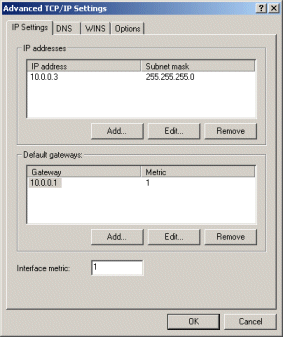 Advanced TCP/IP Settings
IP Settings DNS WINS Options
IP addresses
IP address Subnet mask
10.0.0.3 255.255.255.0
Add... Edit... Remove
Default gateways:
Gateway Metric
10.0.0.1 1
Add... Edit... Remove
Interface metric: 1
OK Cancel